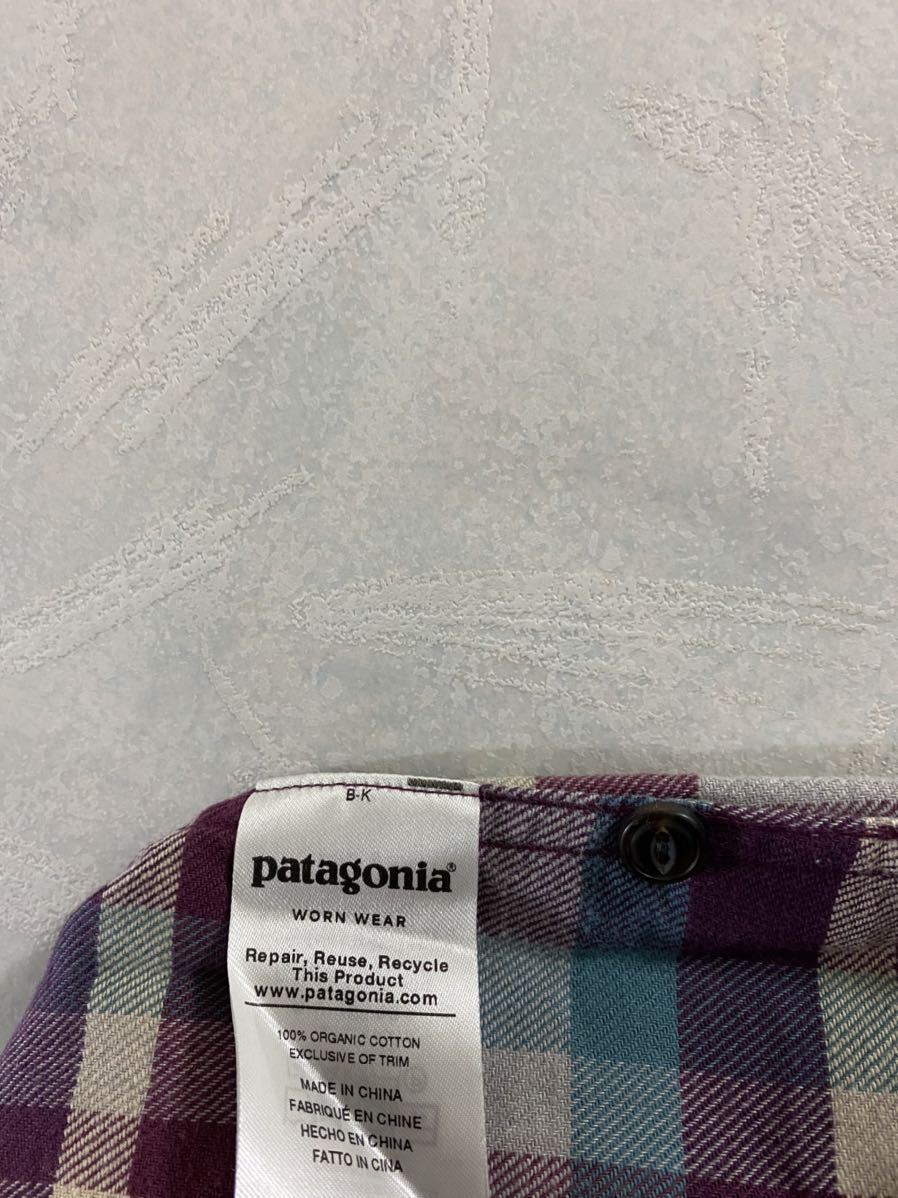 B-K
patagonia®
WORN WEAR
Repair, Reuse, Recycle
This Product
www.patagonia.com
100% ORGANIC COTTON
EXCLUSIVE OF TRIM
MADE IN CHINA
FABRIQUÉ EN CHINE
HECHO EN CHINA
FATTO IN CINA